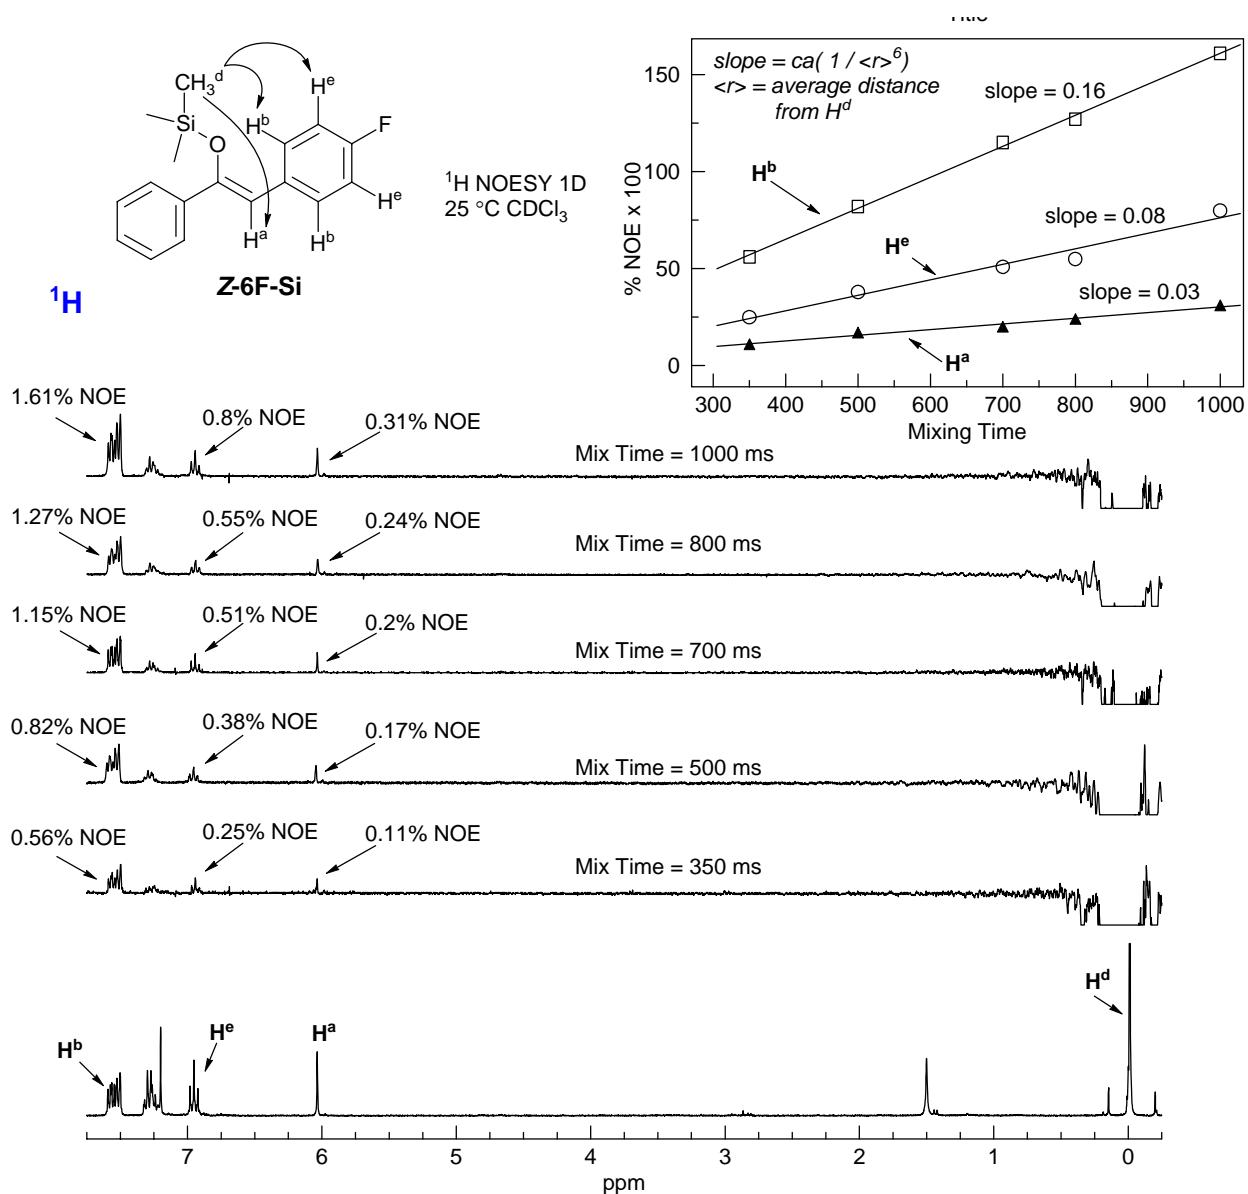 Title
CH₃ᵈ
Hᵉ
Si
Hᵇ
F
O
Hᵉ
Hᵃ
Hᵇ
Z-6F-Si
¹H NOESY 1D
25 °C CDCl₃
¹H
slope = ca( 1 / <r>⁶)
<r> = average distance
from Hᵈ
slope = 0.16
Hᵇ
slope = 0.08
Hᵉ
slope = 0.03
Hᵃ
% NOE x 100
150
100
50
0
300 400 500 600 700 800 900 1000
Mixing Time
1.61% NOE 0.8% NOE 0.31% NOE Mix Time = 1000 ms
1.27% NOE 0.55% NOE 0.24% NOE Mix Time = 800 ms
1.15% NOE 0.51% NOE 0.2% NOE Mix Time = 700 ms
0.82% NOE 0.38% NOE 0.17% NOE Mix Time = 500 ms
0.56% NOE 0.25% NOE 0.11% NOE Mix Time = 350 ms
Hᵇ Hᵉ Hᵃ Hᵈ
7 6 5 4 3 2 1 0
ppm